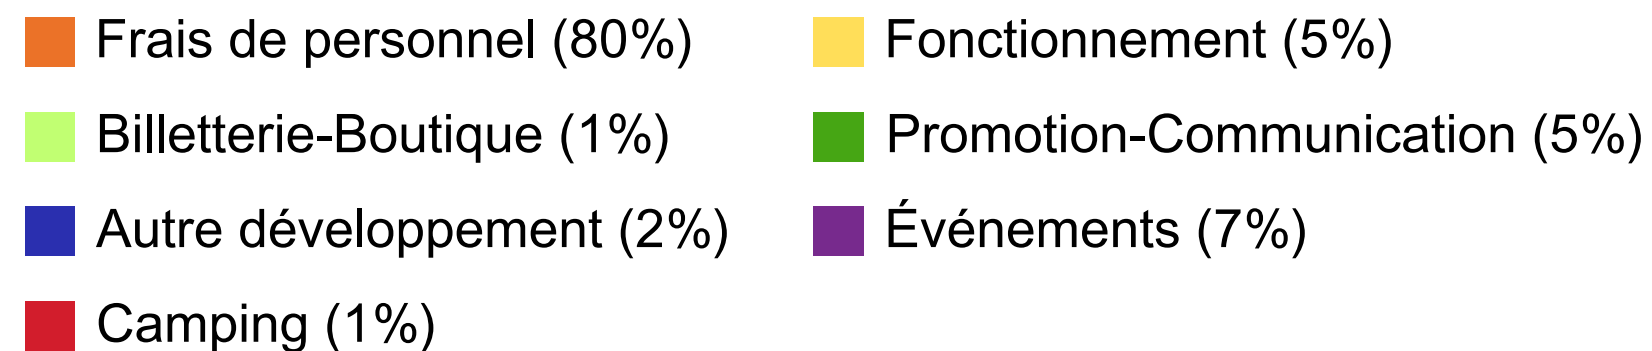 Frais de personnel (80%)
Fonctionnement (5%)
Billetterie-Boutique (1%)
Promotion-Communication (5%)
Autre développement (2%)
Événements (7%)
Camping (1%)